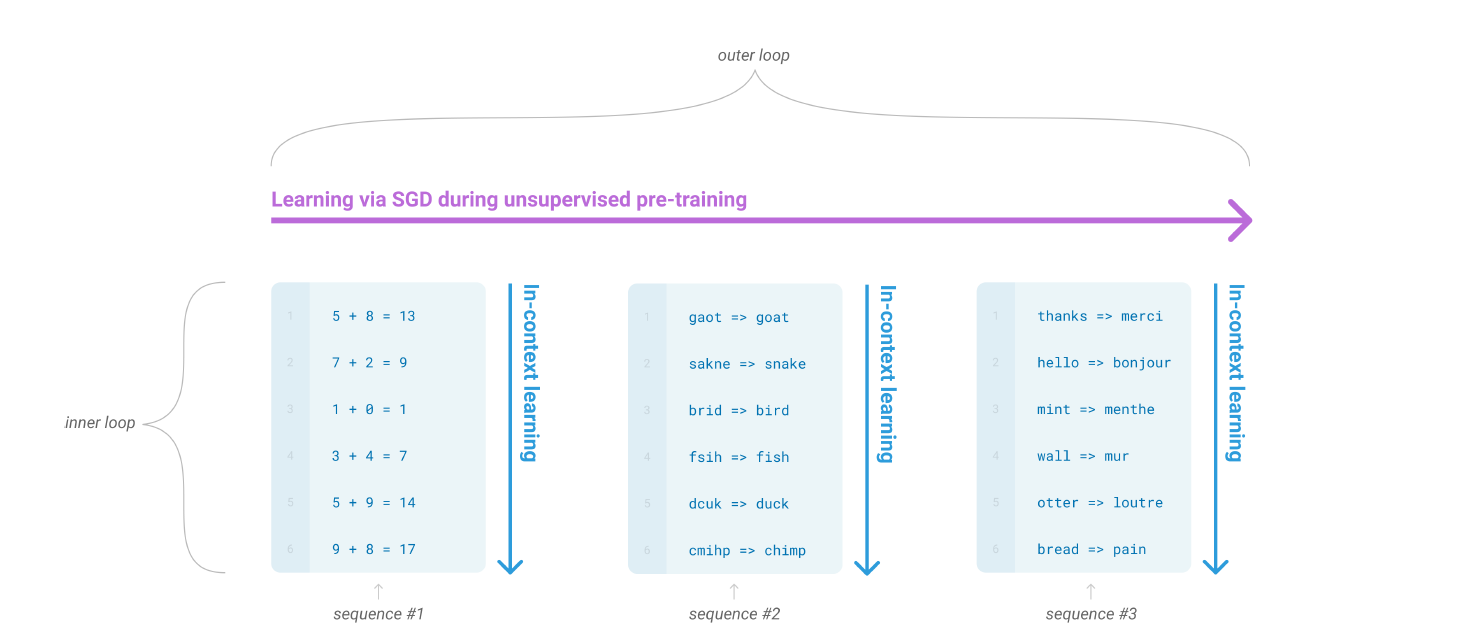 outer loop
Learning via SGD during unsupervised pre-training
inner loop
1 5 + 8 = 13
2 7 + 2 = 9
3 1 + 0 = 1
4 3 + 4 = 7
5 5 + 9 = 14
6 9 + 8 = 17
In-context learning
sequence #1
1 gaot => goat
2 sakne => snake
3 brid => bird
4 fsih => fish
5 dcuk => duck
6 cmihp => chimp
In-context learning
sequence #2
1 thanks => merci
2 hello => bonjour
3 mint => menthe
4 wall => mur
5 otter => loutre
6 bread => pain
In-context learning
sequence #3